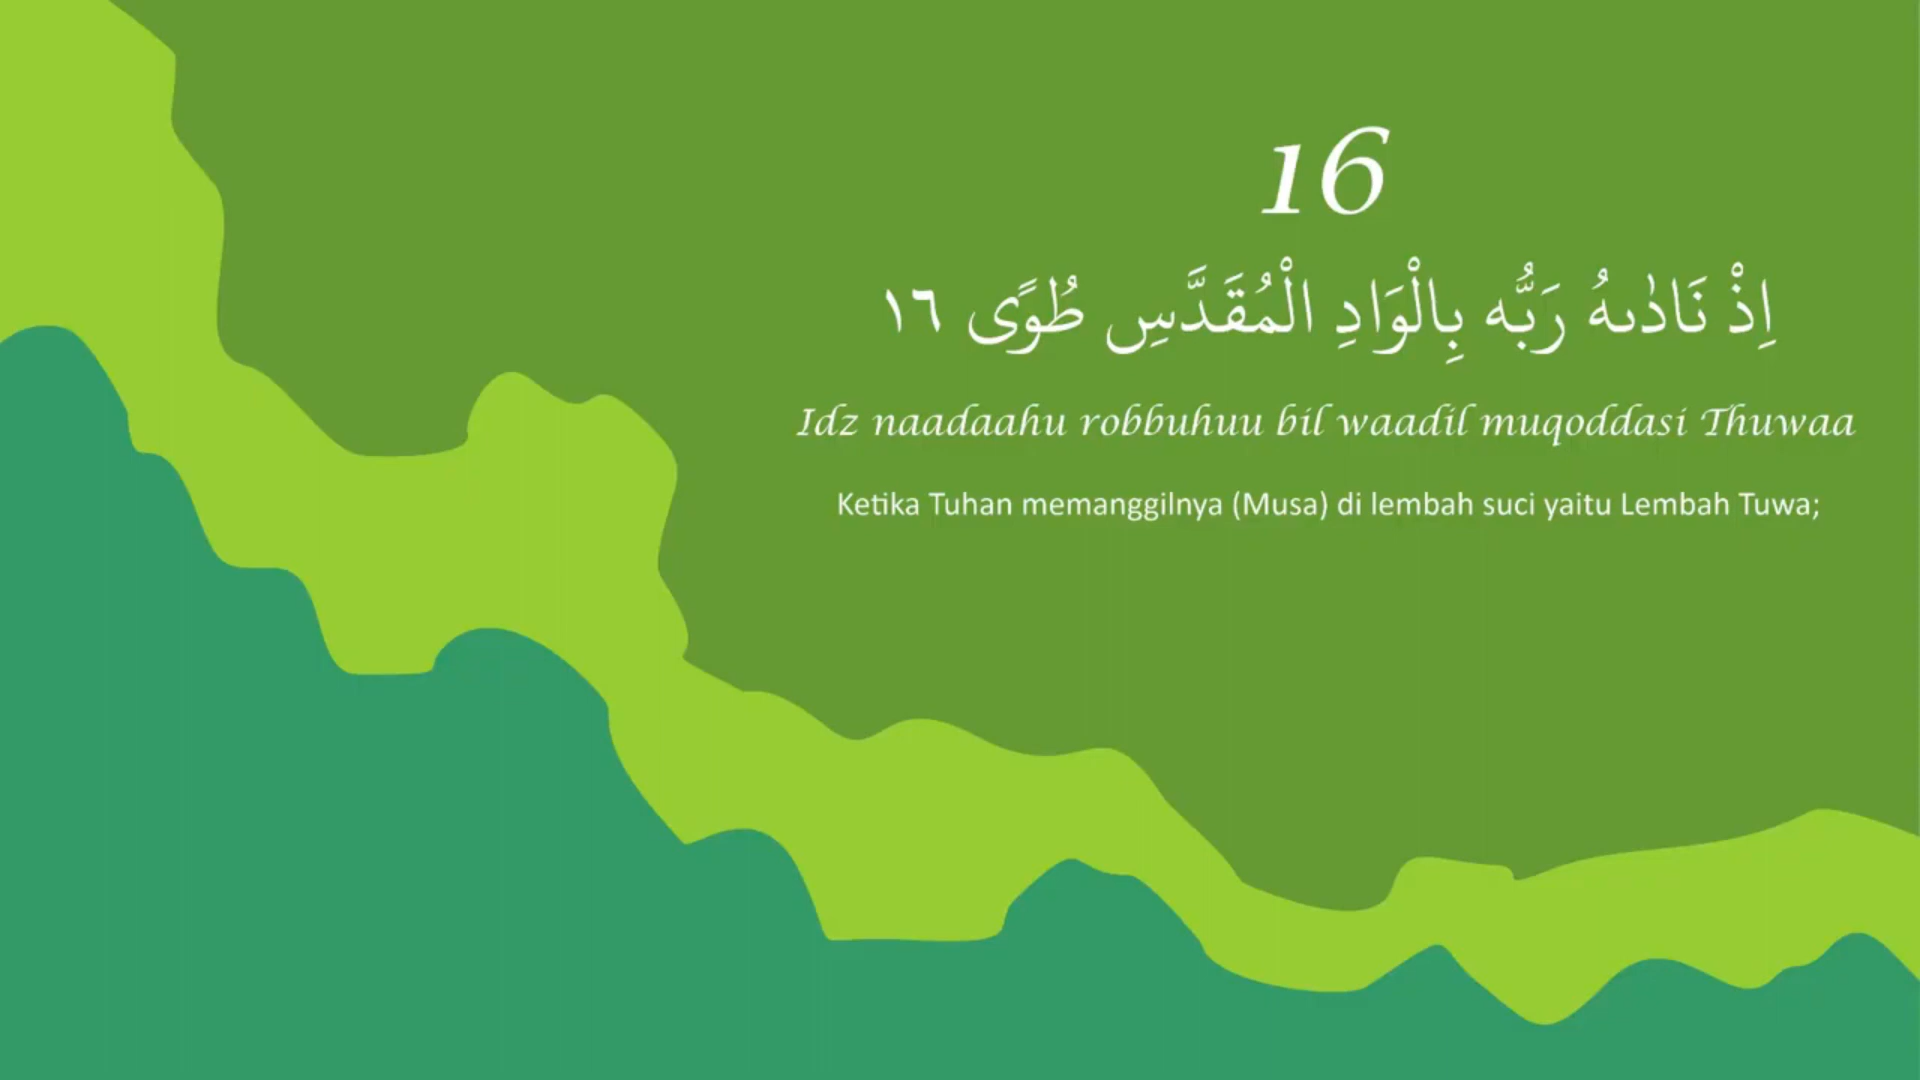 16
اِذْ نَادٰىهُ رَبُّه بِالْوَادِ الْمُقَدَّسِ طُوًى ١٦
Idz naadaahu robbuhuu bil waadil muqoddasi Thuwaa
Ketika Tuhan memanggilnya (Musa) di lembah suci yaitu Lembah Tuwa;